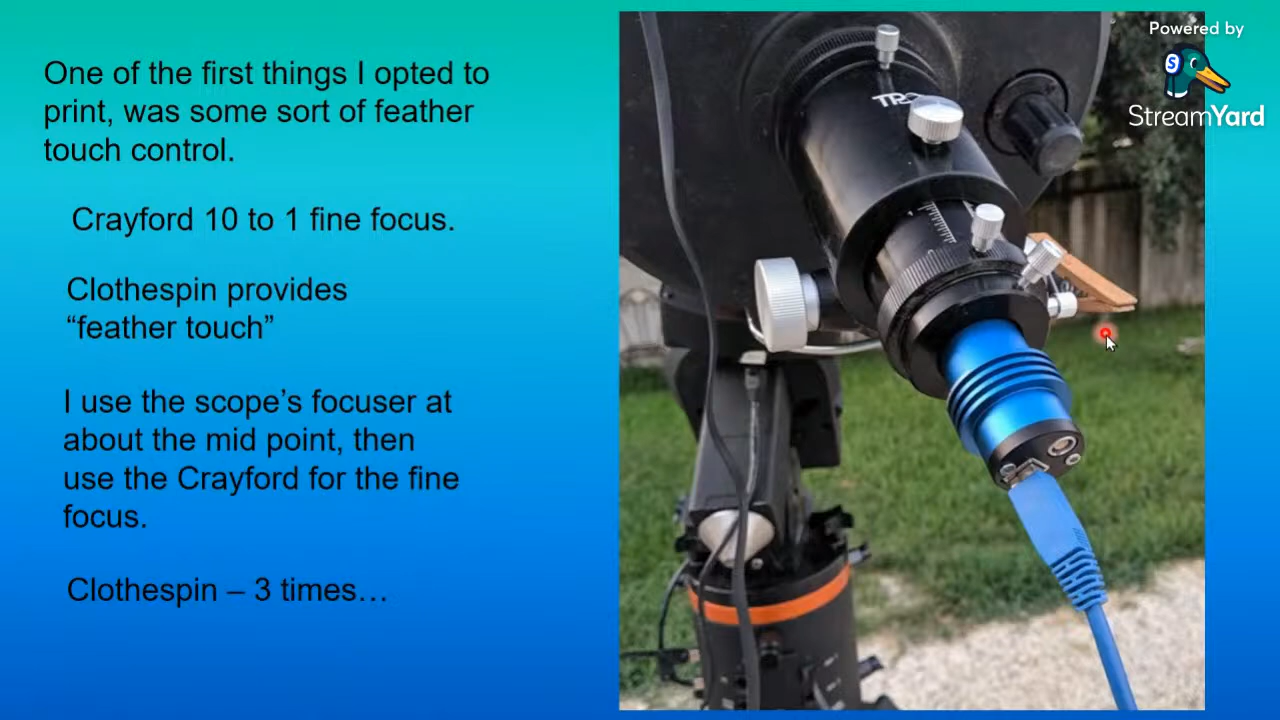 One of the first things I opted to
print, was some sort of feather
touch control.
Crayford 10 to 1 fine focus.
Clothespin provides
“feather touch”
I use the scope’s focuser at
about the mid point, then
use the Crayford for the fine
focus.
Clothespin – 3 times…
Powered by
S
StreamYard